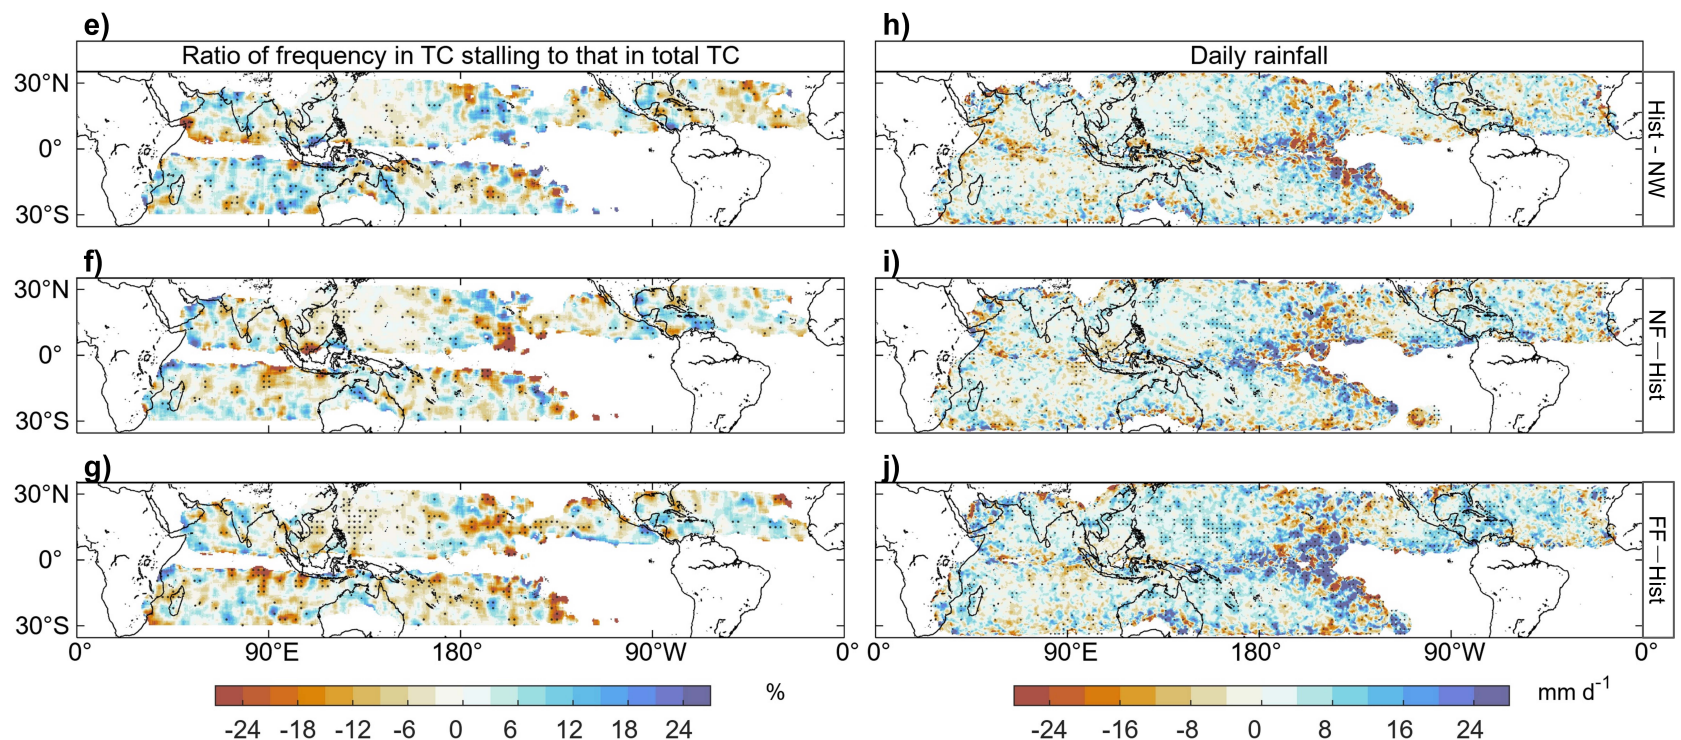 e)
h)
Ratio of frequency in TC stalling to that in total TC
Daily rainfall
30°N
0°
30°S
Hist - NW
f)
i)
30°N
0°
30°S
NF — Hist
g)
j)
30°N
0°
30°S
FF — Hist
0° 90°E 180° 90°W 0°
0° 90°E 180° 90°W 0°
%
-24 -18 -12 -6 0 6 12 18 24
mm d⁻¹
-24 -16 -8 0 8 16 24